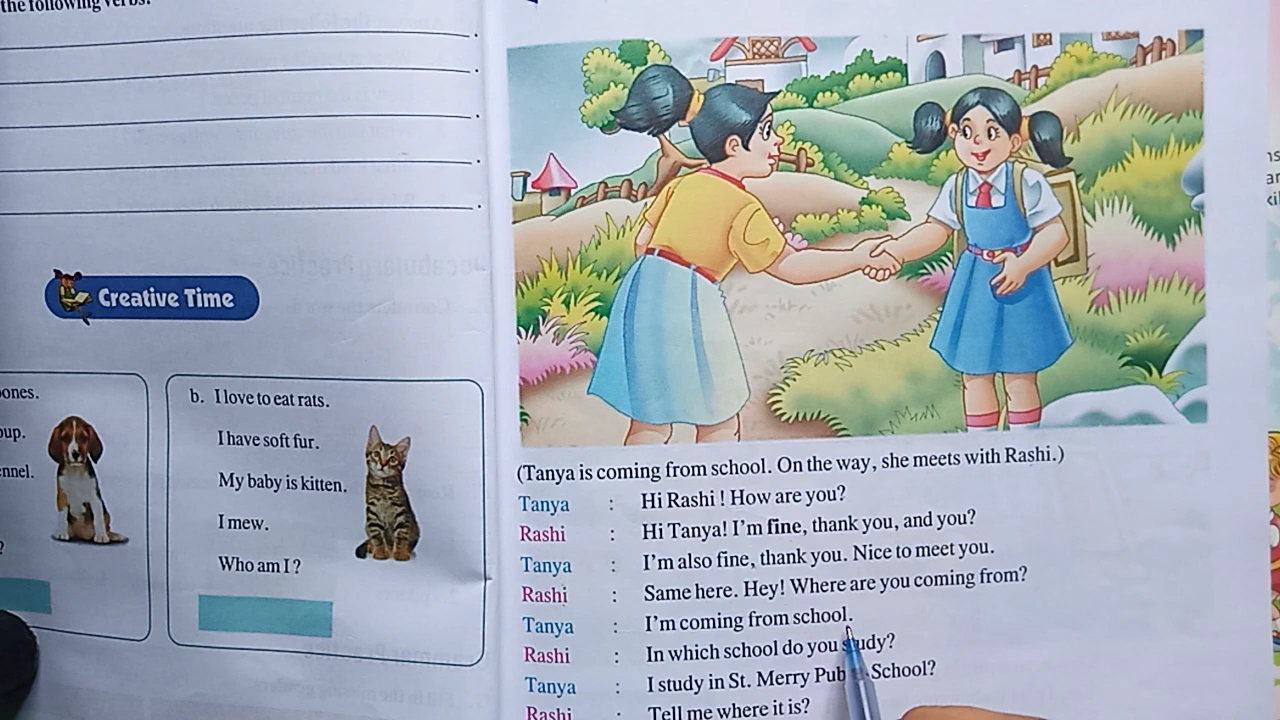 the following verbs.
Creative Time
ones.
oup.
ennel.
?
b. I love to eat rats.
I have soft fur.
My baby is kitten.
I mew.
Who am I?
(Tanya is coming from school. On the way, she meets with Rashi.)
Tanya : Hi Rashi ! How are you?
Rashi : Hi Tanya! I'm fine, thank you, and you?
Tanya : I'm also fine, thank you. Nice to meet you.
Rashi : Same here. Hey! Where are you coming from?
Tanya : I'm coming from school.
Rashi : In which school do you study?
Tanya : I study in St. Merry School?
Rashi : Tell me where it is?